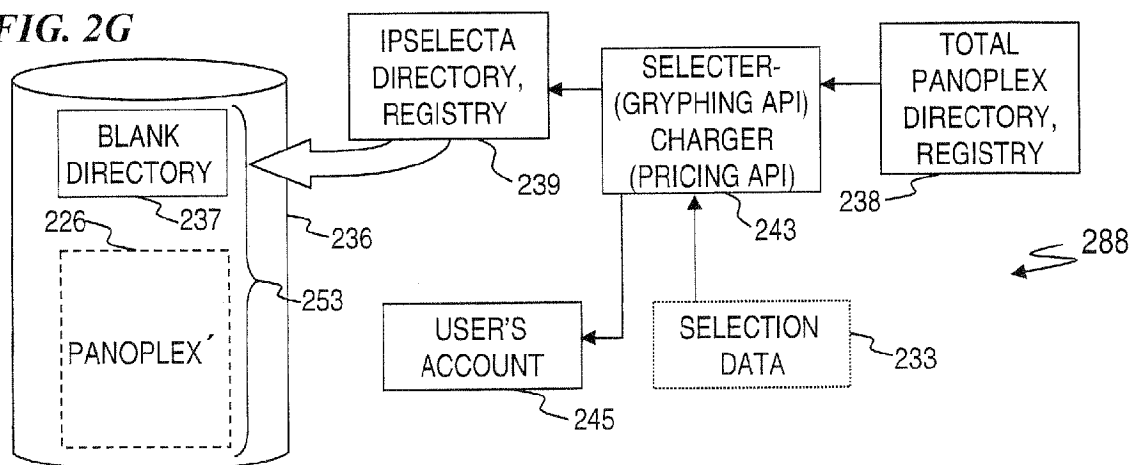 FIG. 2G
BLANK
DIRECTORY
237
226
PANOPLEX´
236
253
IPSELECTA
DIRECTORY,
REGISTRY
239
SELECTER-
(GRYPHING API)
CHARGER
(PRICING API)
243
TOTAL
PANOPLEX
DIRECTORY,
REGISTRY
238
288
USER'S
ACCOUNT
245
SELECTION
DATA
233